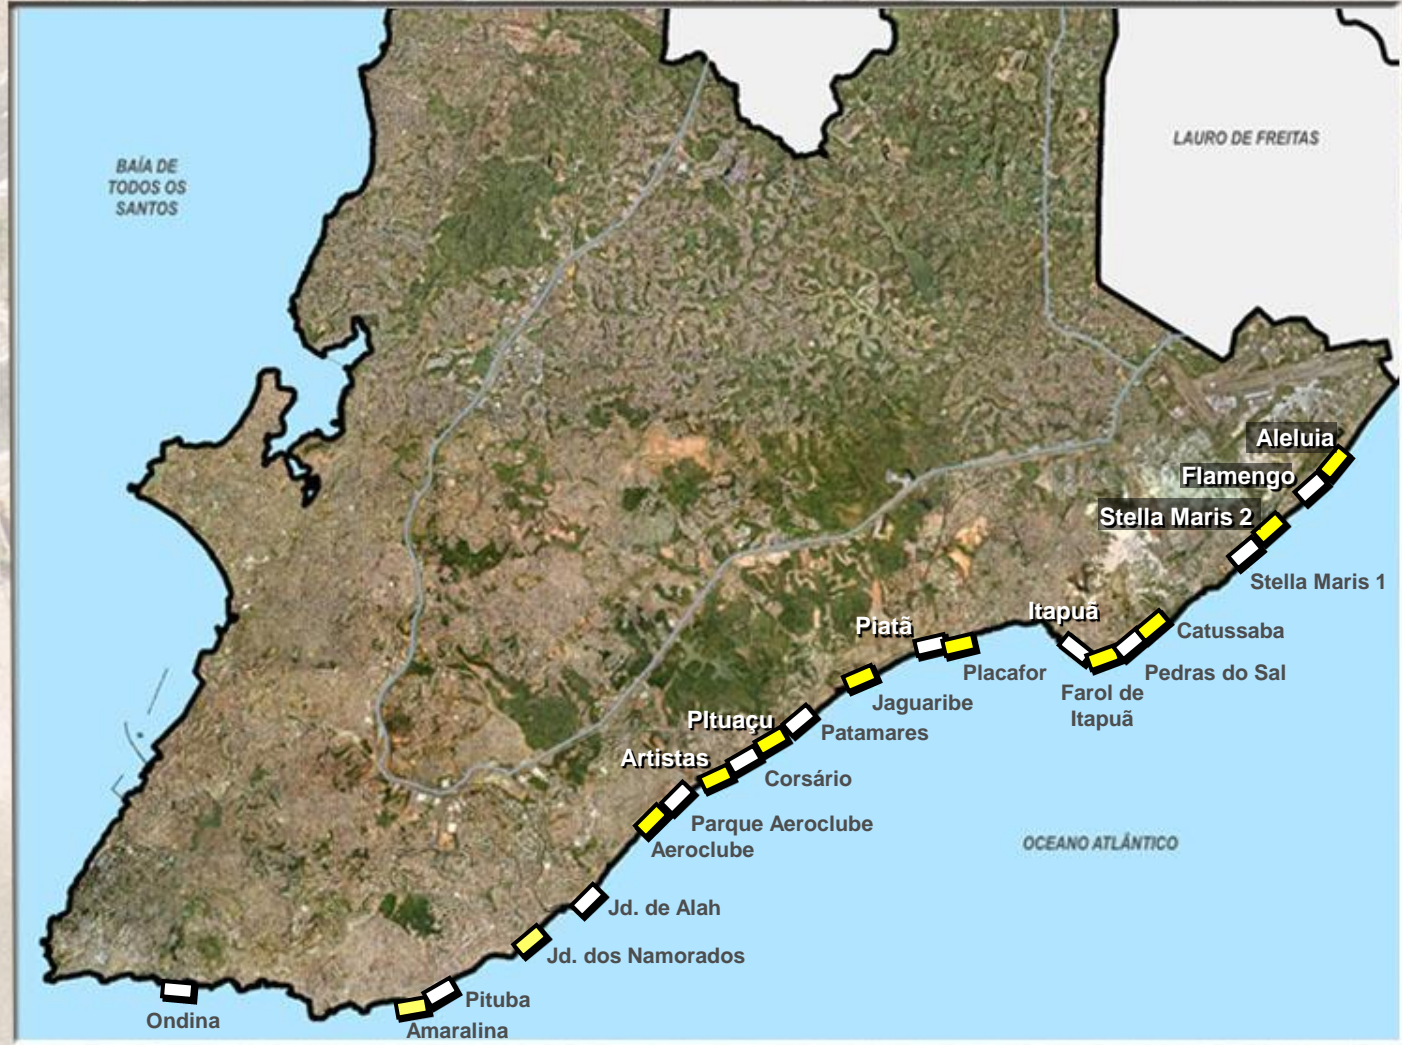 BAÍA DE
TODOS OS
SANTOS
LAURO DE FREITAS
Aleluia
Flamengo
Stella Maris 2
Stella Maris 1
Itapuã
Piatã
Catussaba
Placafor
Pedras do Sal
Farol de
Itapuã
Jaguaribe
PItuaçu
Patamares
Artistas
Corsário
Parque Aeroclube
Aeroclube
OCEANO ATLÂNTICO
Jd. de Alah
Jd. dos Namorados
Pituba
Ondina
Amaralina